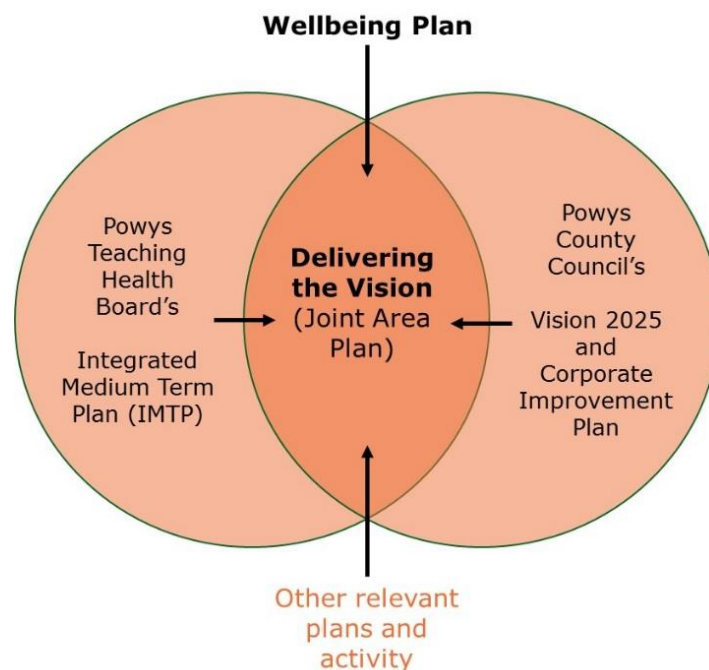 Wellbeing Plan
Powys
Teaching
Health
Board’s
Integrated
Medium Term
Plan (IMTP)
Delivering
the Vision
(Joint Area
Plan)
Powys
County
Council’s
Vision 2025
and
Corporate
Improvement
Plan
Other relevant
plans and
activity